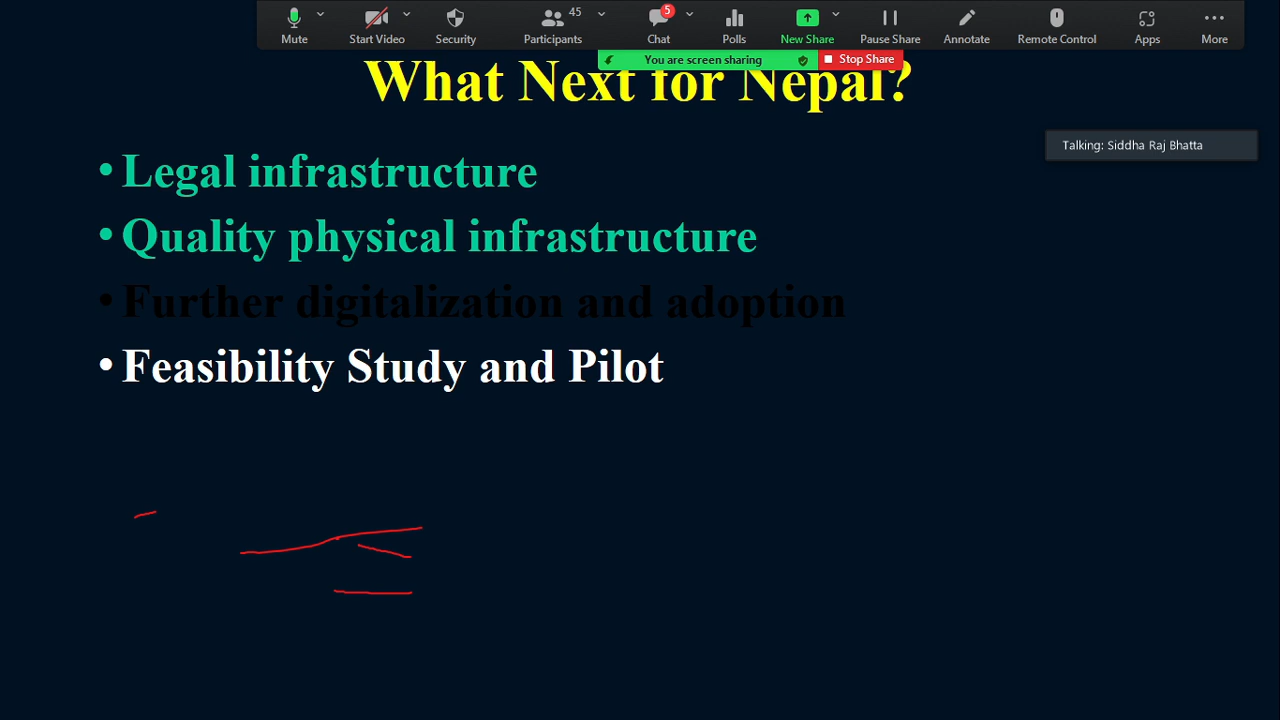 Mute
Start Video
Security
Participants
45
Chat
5
Polls
New Share
Pause Share
Annotate
Remote Control
Apps
More
You are screen sharing
Stop Share
What Next for Nepal?
Talking: Siddha Raj Bhatta
• Legal infrastructure
• Quality physical infrastructure
• Further digitalization and adoption
• Feasibility Study and Pilot